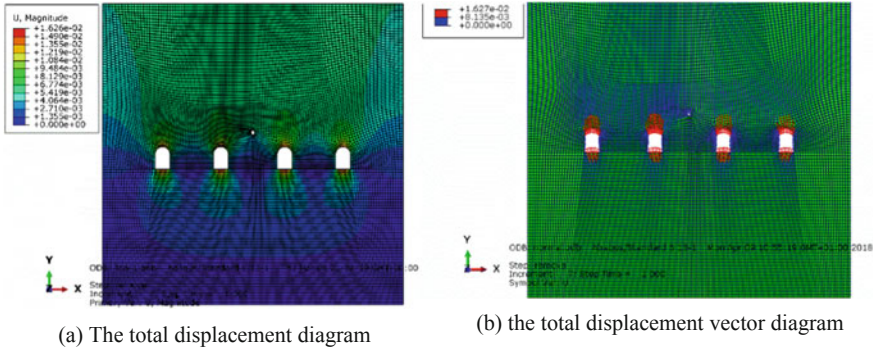 U, Magnitude
+1.626e-02
+1.490e-02
+1.355e-02
+1.219e-02
+1.084e-02
+9.484e-03
+8.129e-03
+6.774e-03
+5.419e-03
+4.064e-03
+2.710e-03
+1.355e-03
+0.000e+00
Y
X
(a) The total displacement diagram
+1.627e-02
+8.135e-03
+0.000e+00
Y
X
(b) the total displacement vector diagram